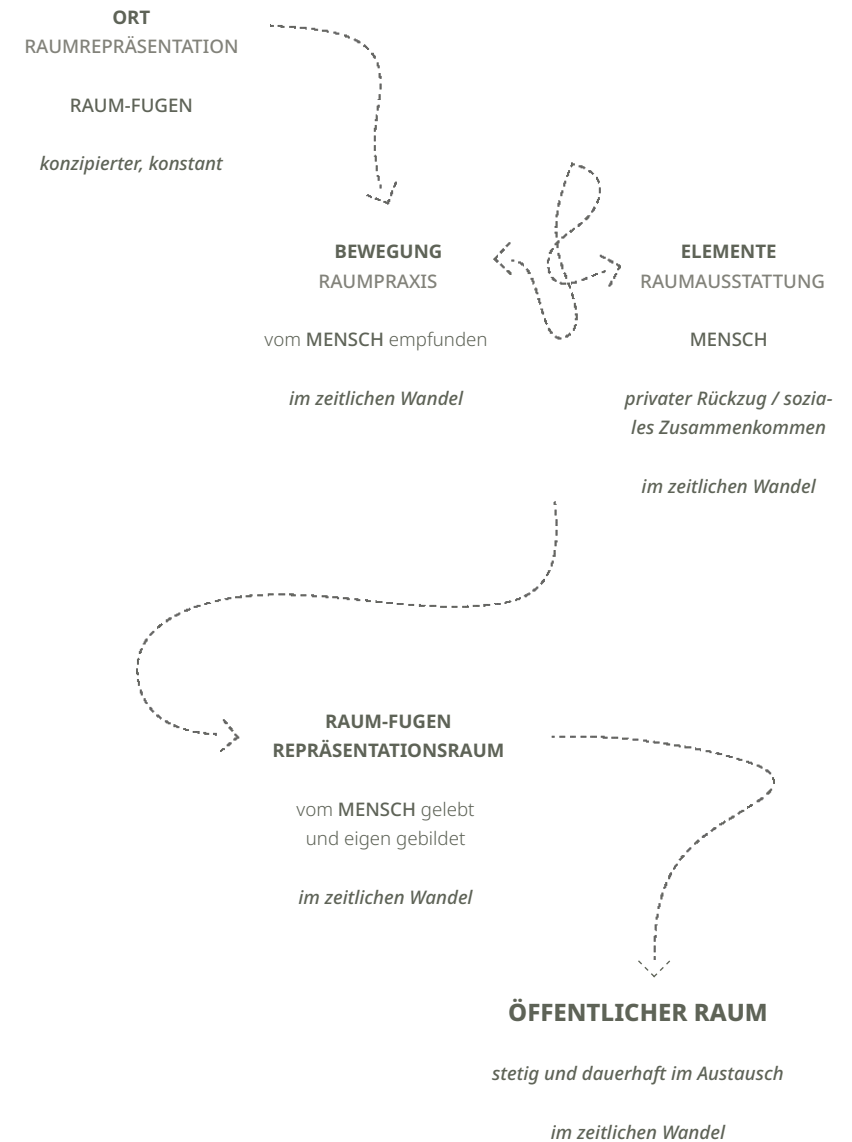 ORT
RAUMREPRÄSENTATION
RAUM-FUGEN
konzipierter, konstant
BEWEGUNG
RAUMPRAXIS
vom MENSCH empfunden
im zeitlichen Wandel
ELEMENTE
RAUMAUSSTATTUNG
MENSCH
privater Rückzug / sozia-
les Zusammenkommen
im zeitlichen Wandel
RAUM-FUGEN
REPRÄSENTATIONSRAUM
vom MENSCH gelebt
und eigen gebildet
im zeitlichen Wandel
ÖFFENTLICHER RAUM
stetig und dauerhaft im Austausch
im zeitlichen Wandel